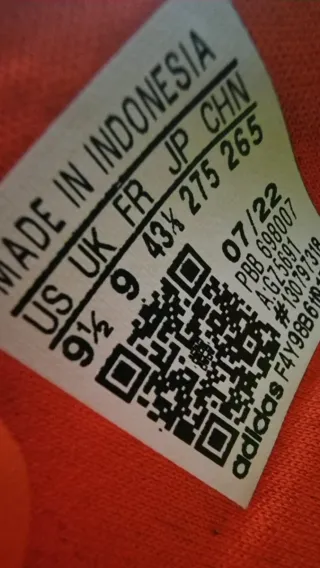 MADE IN INDONESIA
US UK FR JP CHN
9½ 9 43⅓ 275 265
07/22
PBB 698007
#130797318
adidas